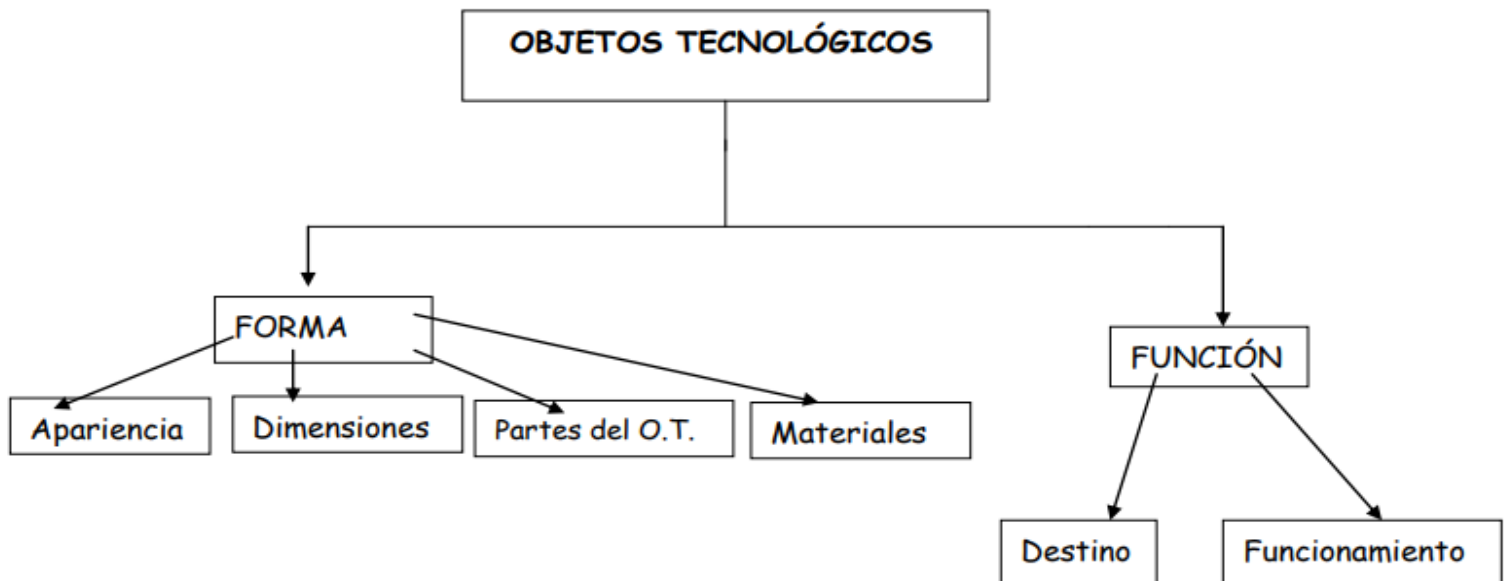 OBJETOS TECNOLÓGICOS
FORMA
FUNCIÓN
Apariencia
Dimensiones
Partes del O.T.
Materiales
Destino
Funcionamiento